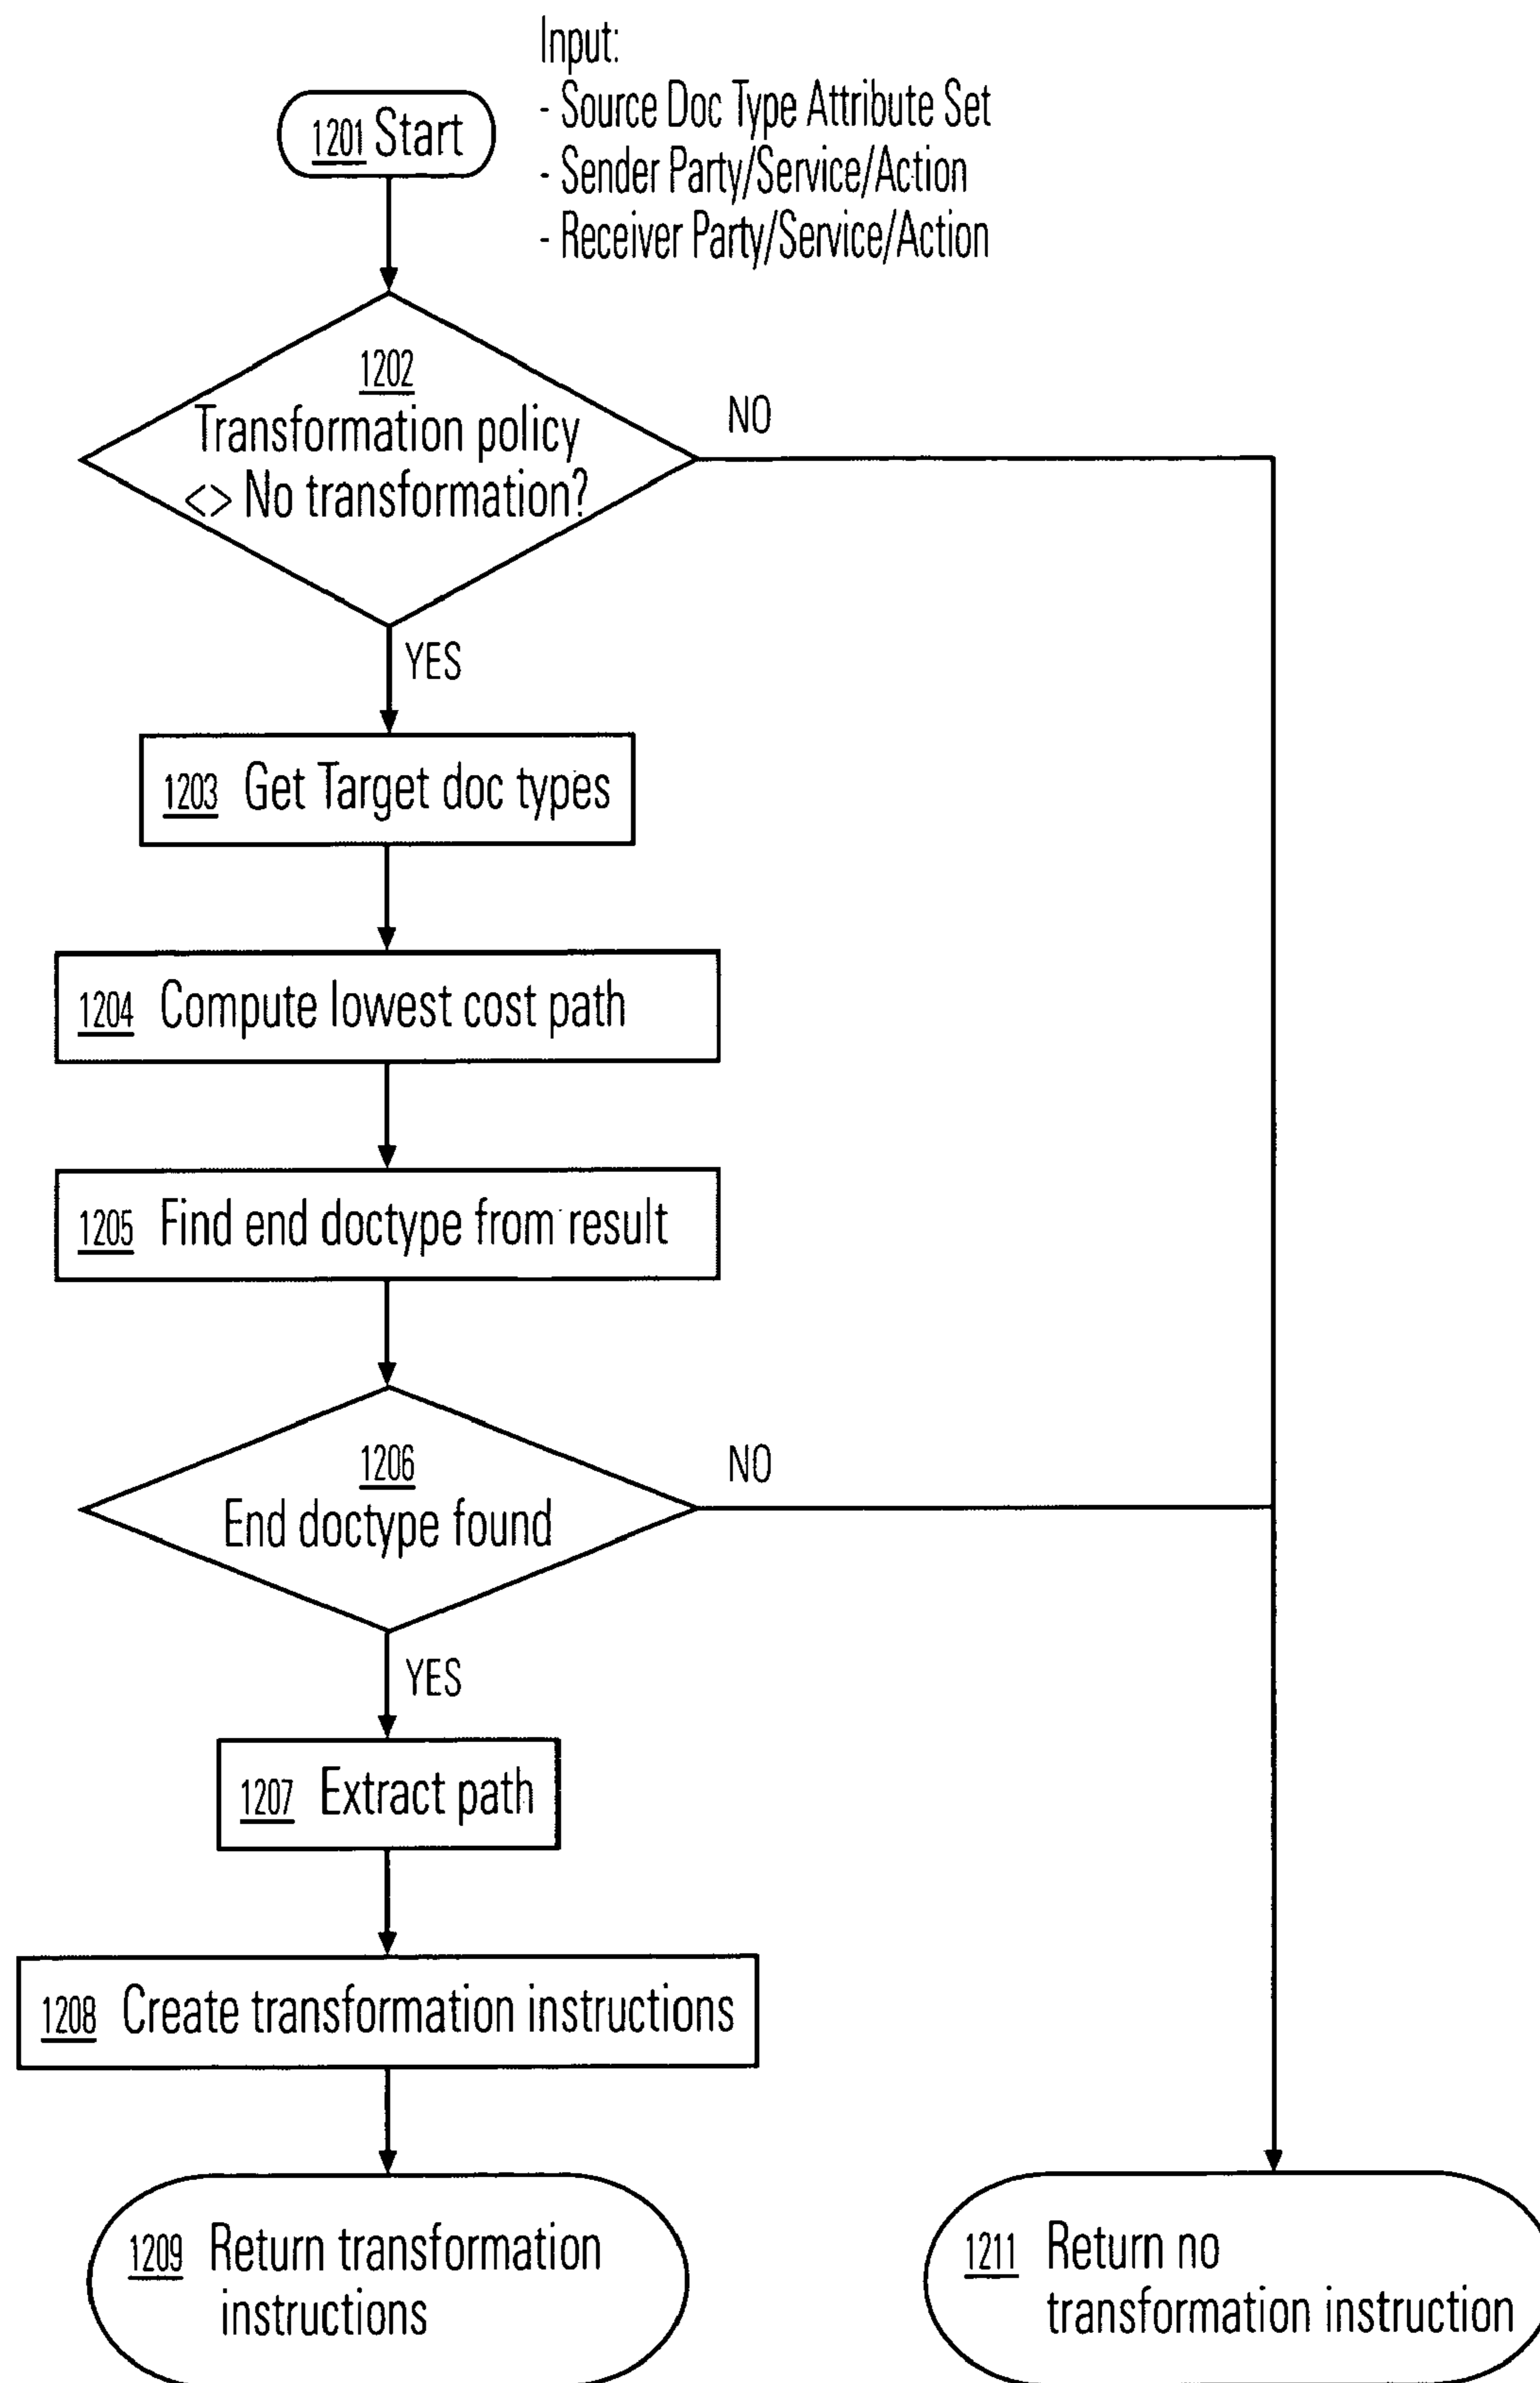 Input:
- Source Doc Type Attribute Set
- Sender Party/Service/Action
- Receiver Party/Service/Action
1201 Start
1202
Transformation policy
<> No transformation?
NO
YES
1203 Get Target doc types
1204 Compute lowest cost path
1205 Find end doctype from result
1206
End doctype found
NO
YES
1207 Extract path
1208 Create transformation instructions
1209 Return transformation
instructions
1211 Return no
transformation instruction